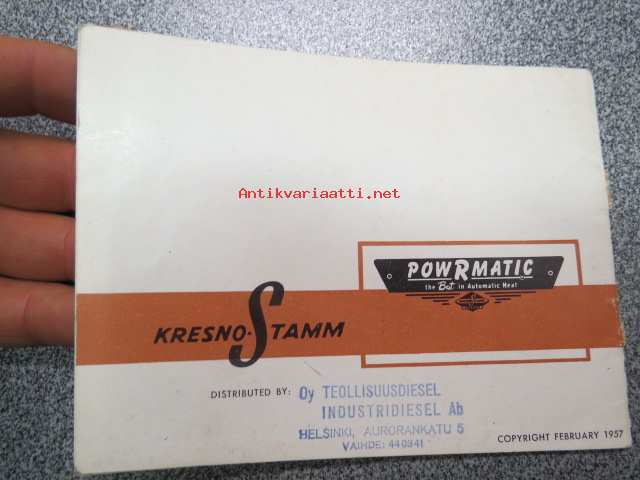 Antikvariaatti.net
POWRMATIC
the Best in Automatic Heat
KRESNO-STAMM
DISTRIBUTED BY: Oy TEOLLISUUSDIESEL
INDUSTRIDIESEL Ab
HELSINKI, AURORANKATU 5
VAIHDE: 440341
COPYRIGHT FEBRUARY 1957